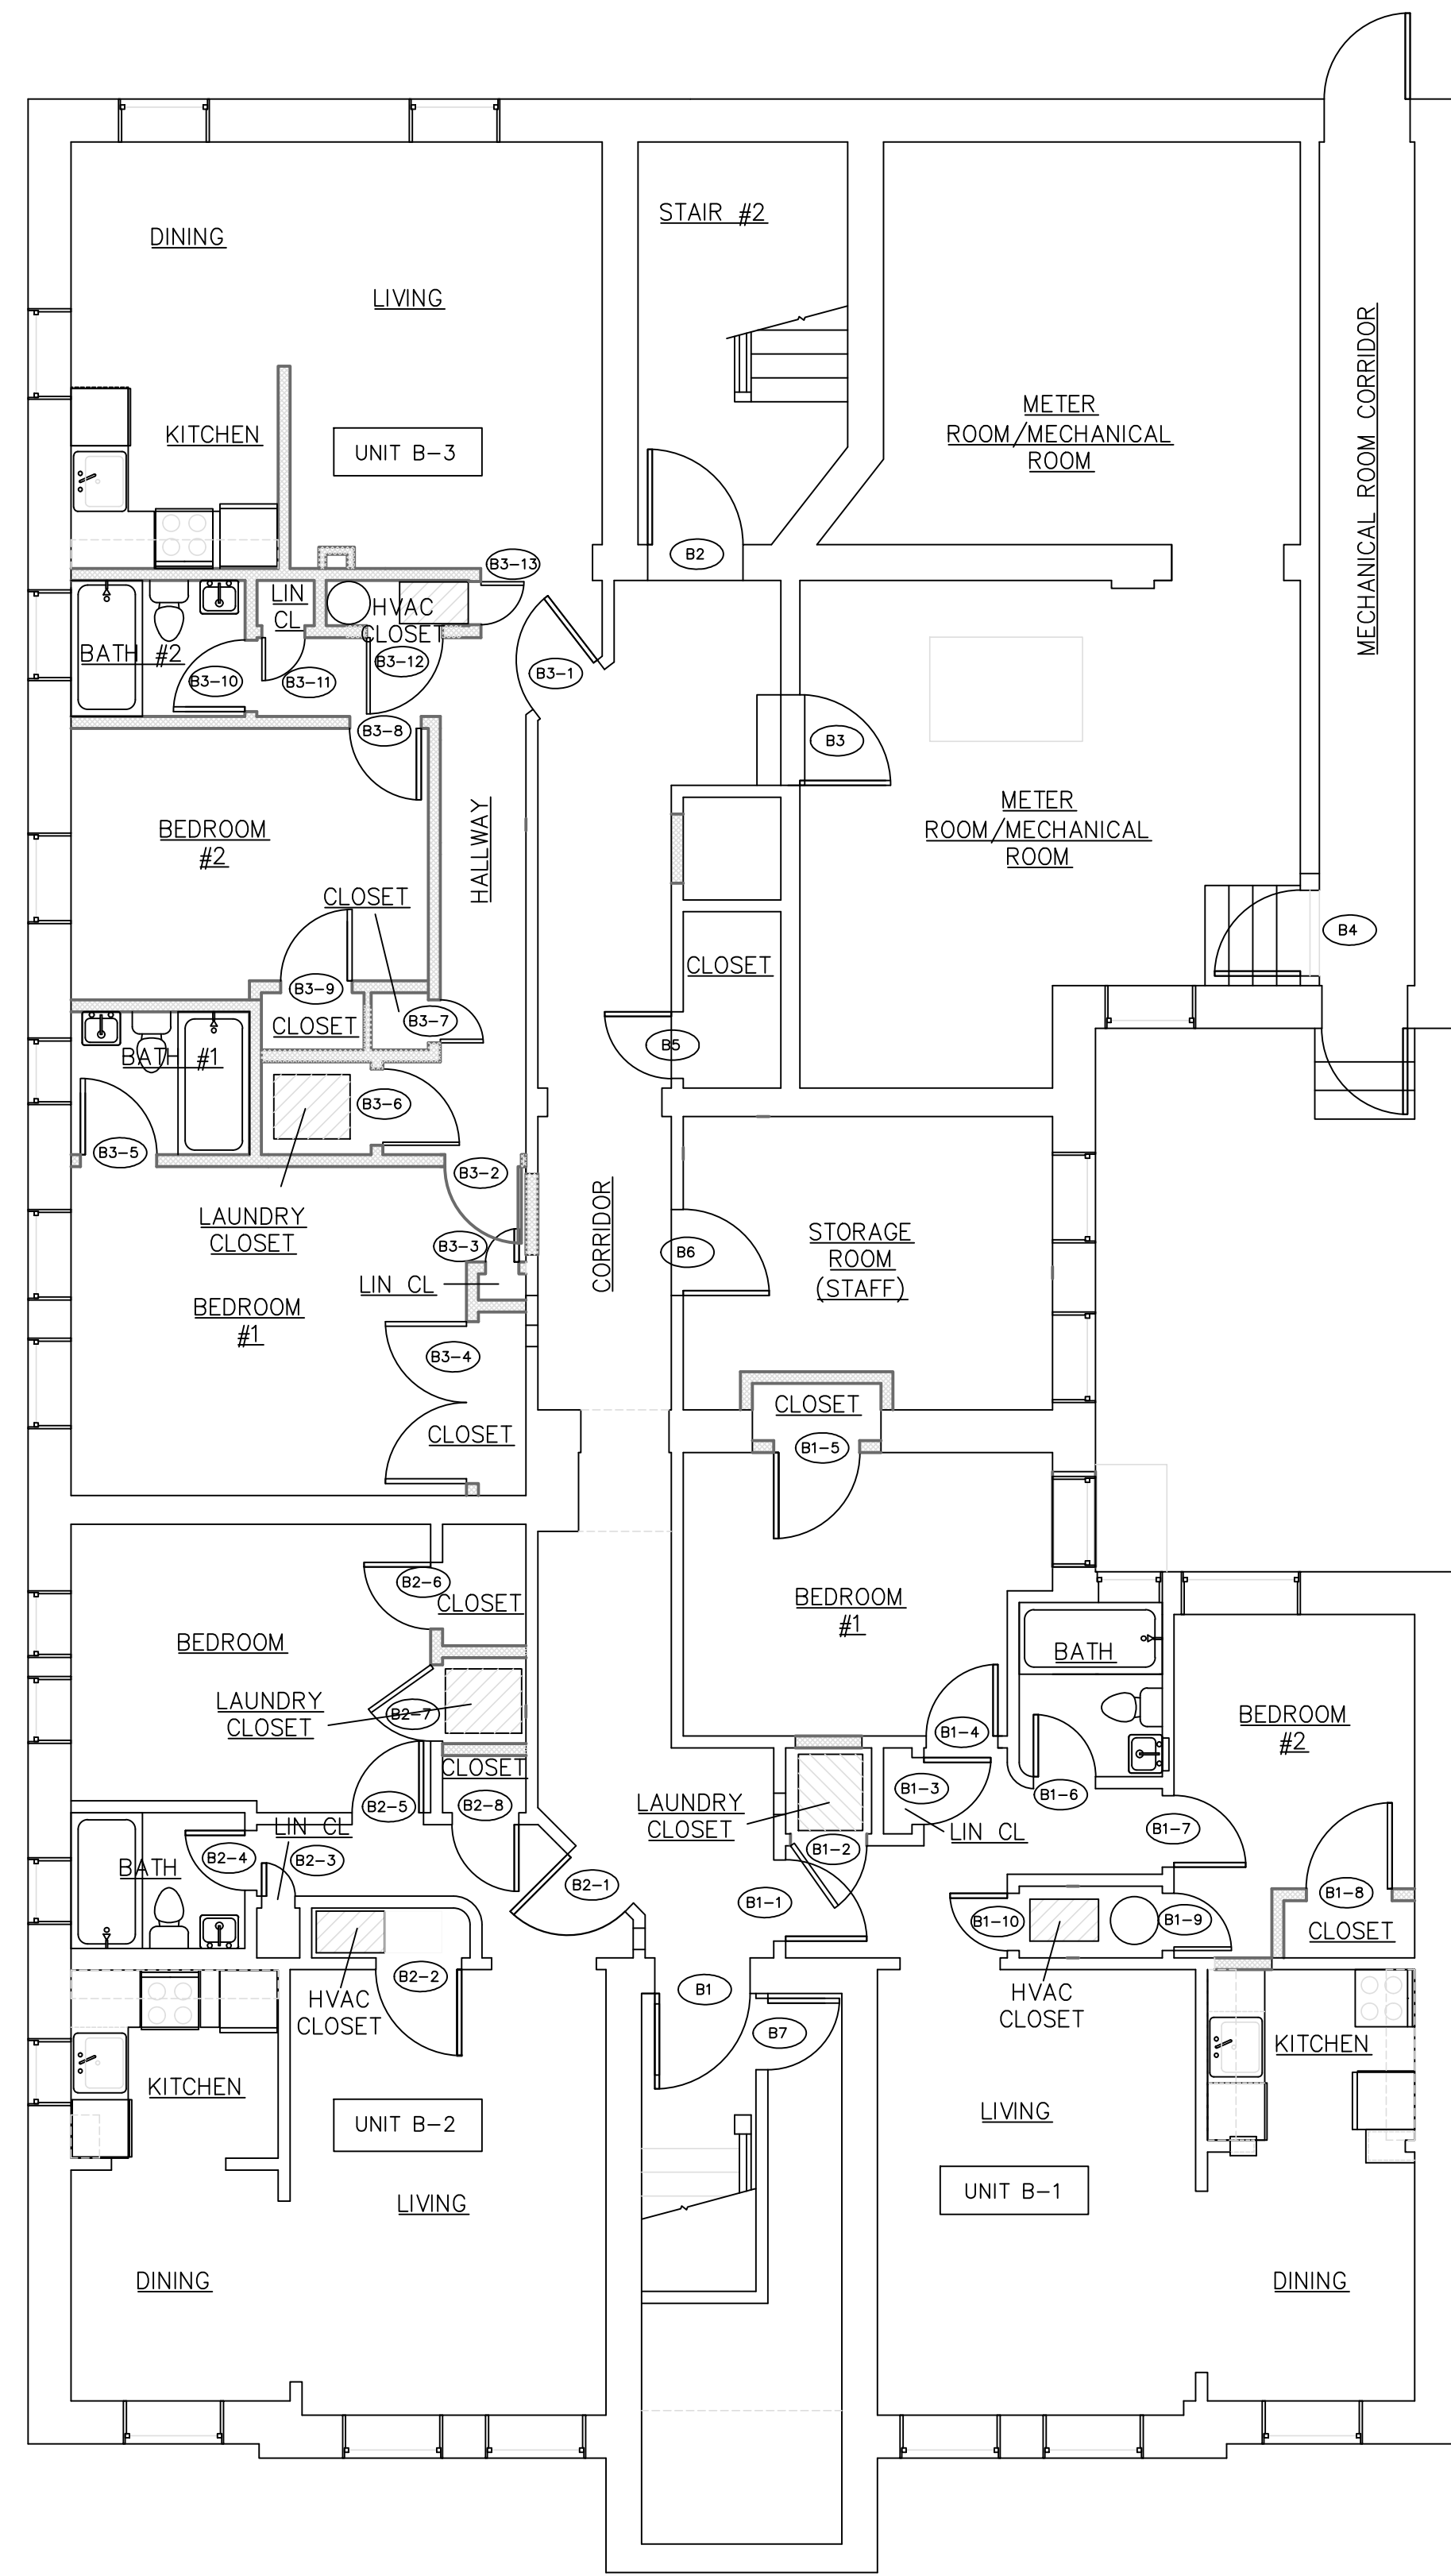 STAIR #2
DINING
LIVING
MECHANICAL ROOM CORRIDOR
METER
ROOM/MECHANICAL
ROOM
KITCHEN
UNIT B-3
B2
B3-13
LIN
CL
HVAC
CLOSET
BATH #2
B3-12
B3-1
B3-10
B3-11
B3-8
B3
METER
ROOM/MECHANICAL
ROOM
BEDROOM
#2
HALLWAY
CLOSET
B4
CLOSET
B3-9
CLOSET
B3-7
B5
BATH #1
B3-6
B3-5
B3-2
LAUNDRY
CLOSET
CORRIDOR
STORAGE
ROOM
(STAFF)
B3-3
B6
LIN CL
BEDROOM
#1
B3-4
CLOSET
CLOSET
B1-5
B2-6
CLOSET
BEDROOM
#1
BEDROOM
BATH
LAUNDRY
CLOSET
B2-7
BEDROOM
#2
B1-4
CLOSET
B2-5
B2-8
LAUNDRY
CLOSET
B1-3
B1-6
LIN CL
B1-7
LIN CL
B2-4
B2-3
BATH
B1-2
B2-1
B1-1
B1-10
B1-9
B1-8
CLOSET
B2-2
B1
HVAC
CLOSET
HVAC
CLOSET
B7
KITCHEN
KITCHEN
UNIT B-2
LIVING
UNIT B-1
LIVING
DINING
DINING